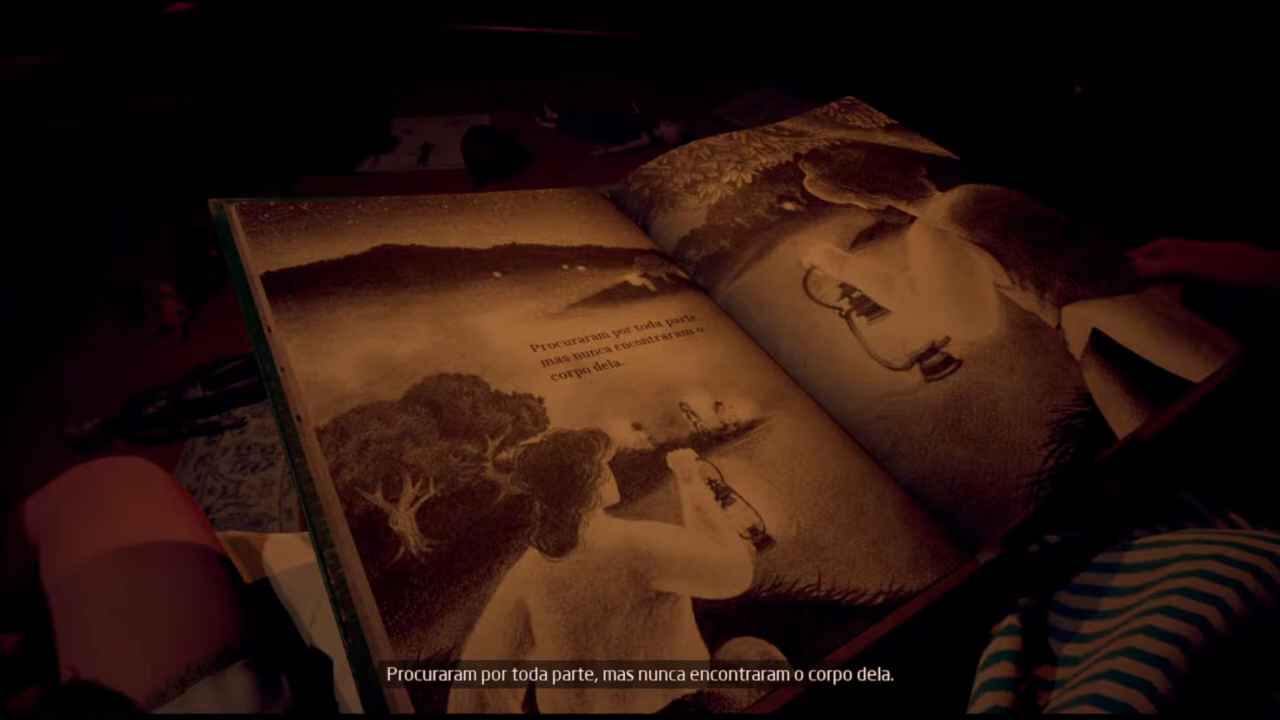 Procuraram por toda parte,
mas nunca encontraram o
corpo dela.
Procuraram por toda parte, mas nunca encontraram o corpo dela.